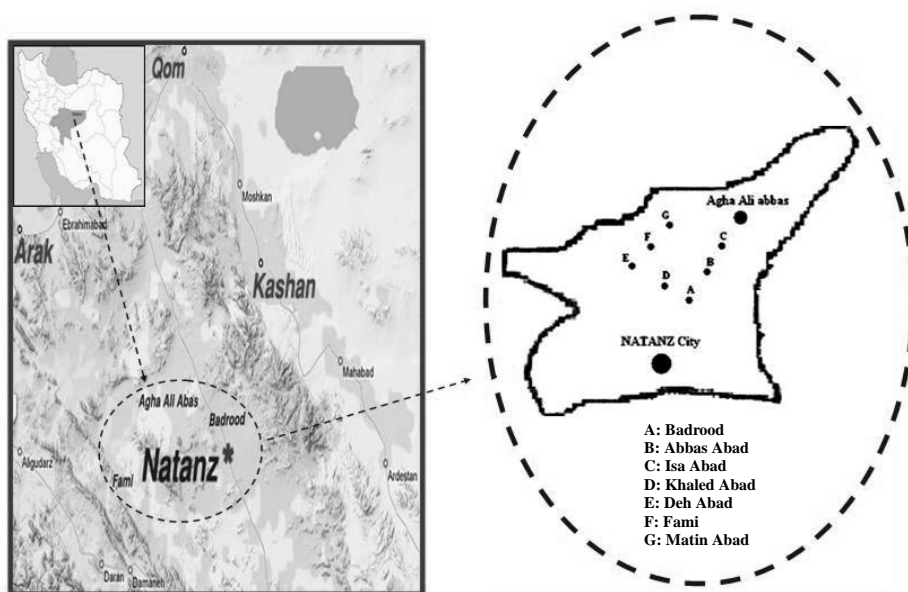 Qom
Moshkan
Ebrahimabad
Arak
Kashan
Mahabad
Agha Ali Abas
Badrood
Natanz*
Fami
Aligudarz
Ardestan
Daran
Damaneh
Agha Ali abbas
G
F
C
E
B
D
A
NATANZ City
A: Badrood
B: Abbas Abad
C: Isa Abad
D: Khaled Abad
E: Deh Abad
F: Fami
G: Matin Abad